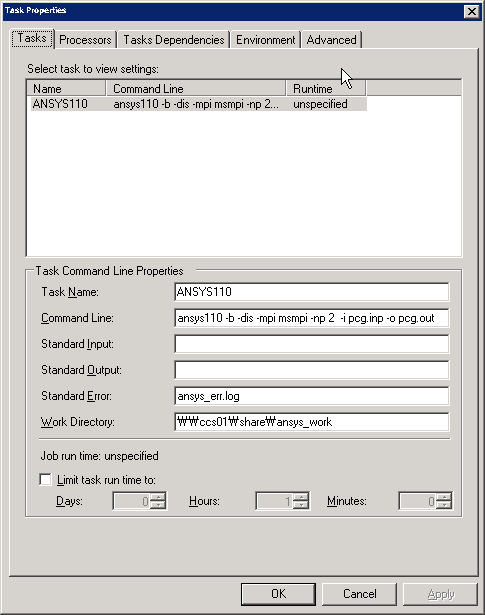 Task Properties
Tasks Processors Tasks Dependencies Environment Advanced
Select task to view settings:
Name Command Line Runtime
ANSYS110 ansys110 -b -dis -mpi msmpi -np 2... unspecified
Task Command Line Properties
Task Name: ANSYS110
Command Line: ansys110 -b -dis -mpi msmpi -np 2 -i pcg.inp -o pcg.out
Standard Input:
Standard Output:
Standard Error: ansys_err.log
Work Directory: ₩₩ccs01₩share₩ansys_work
Job run time: unspecified
Limit task run time to:
Days: 0 Hours: 1 Minutes: 0
OK Cancel Apply